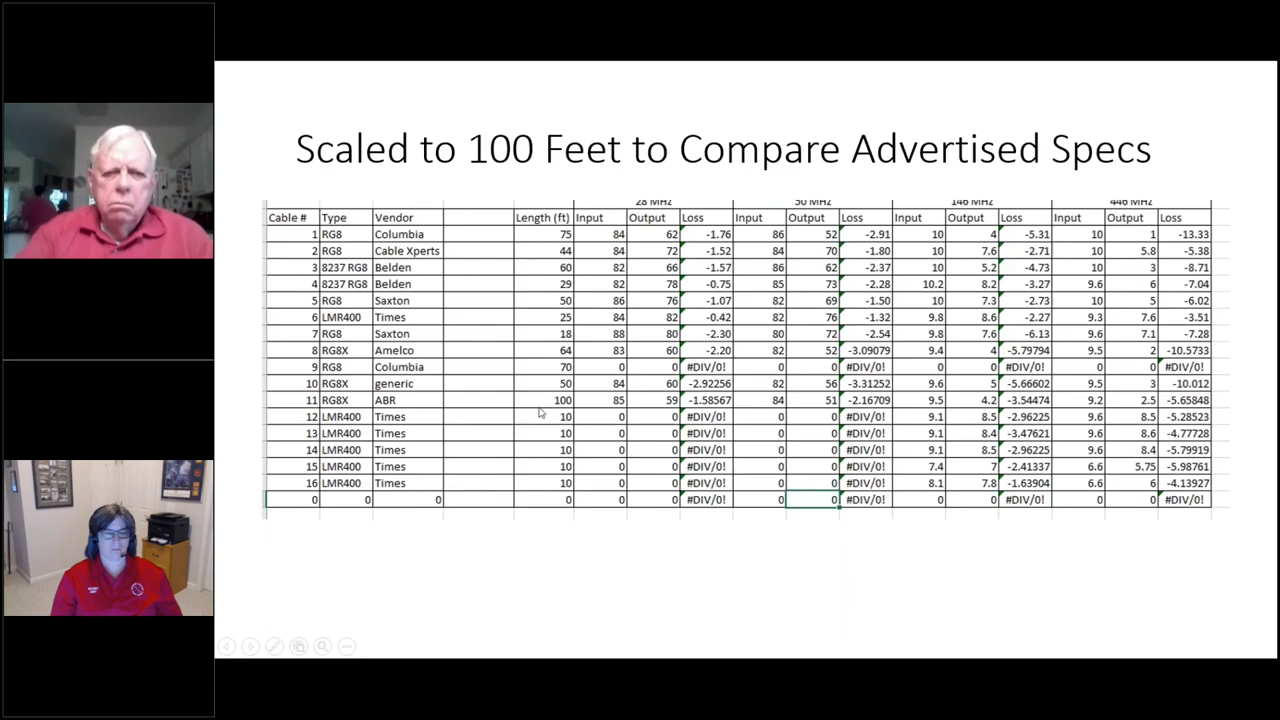 Scaled to 100 Feet to Compare Advertised Specs
28 MHz 50 MHz 146 MHz 446 MHz
Cable # Type Vendor Length (ft) Input Output Loss Input Output Loss Input Output Loss Input Output Loss
1 RG8 Columbia 75 84 62 -1.76 86 52 -2.91 10 4 -5.31 10 1 -13.33
2 RG8 Cable Xperts 44 84 72 -1.52 84 70 -1.80 10 7.6 -2.71 10 5.8 -5.38
3 8237 RG8 Belden 60 82 66 -1.57 86 62 -2.37 10 5.2 -4.73 10 3 -8.71
4 8237 RG8 Belden 29 82 78 -0.75 85 73 -2.28 10.2 8.2 -3.27 9.6 6 -7.04
5 RG8 Saxton 50 86 76 -1.07 82 69 -1.50 10 7.3 -2.73 10 5 -6.02
6 LMR400 Times 25 84 82 -0.42 82 76 -1.32 9.8 8.6 -2.27 9.3 7.6 -3.51
7 RG8 Saxton 18 88 80 -2.30 80 72 -2.54 9.8 7.6 -6.13 9.6 7.1 -7.28
8 RG8X Amelco 64 83 60 -2.20 82 52 -3.09079 9.4 4 -5.79794 9.5 2 -10.5733
9 RG8 Columbia 70 0 0 #DIV/0! 0 0 #DIV/0! 0 0 #DIV/0! 0 0 #DIV/0!
10 RG8X generic 50 84 60 -2.92256 82 56 -3.31252 9.6 5 -5.66602 9.5 3 -10.012
11 RG8X ABR 100 85 59 -1.58567 84 51 -2.16709 9.5 4.2 -3.54474 9.2 2.5 -5.65848
12 LMR400 Times 10 0 0 #DIV/0! 0 0 #DIV/0! 9.1 8.5 -2.96225 9.6 8.5 -5.28523
13 LMR400 Times 10 0 0 #DIV/0! 0 0 #DIV/0! 9.1 8.4 -3.47621 9.6 8.6 -4.77728
14 LMR400 Times 10 0 0 #DIV/0! 0 0 #DIV/0! 9.1 8.5 -2.96225 9.6 8.4 -5.79919
15 LMR400 Times 10 0 0 #DIV/0! 0 0 #DIV/0! 7.4 7 -2.41337 6.6 5.75 -5.98761
16 LMR400 Times 10 0 0 #DIV/0! 0 0 #DIV/0! 8.1 7.8 -1.63904 6.6 6 -4.13927
0 0 0 0 0 0 #DIV/0! 0 0 #DIV/0! 0 0 #DIV/0! 0 0 #DIV/0!